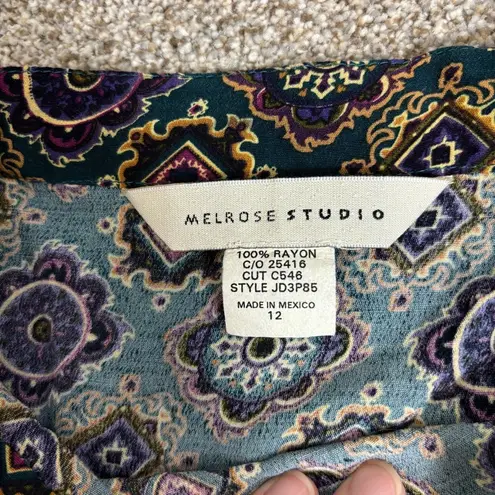 MELROSE STUDIO
100% RAYON
C/O 25416
CUT C546
STYLE JD3P85
MADE IN MEXICO
12